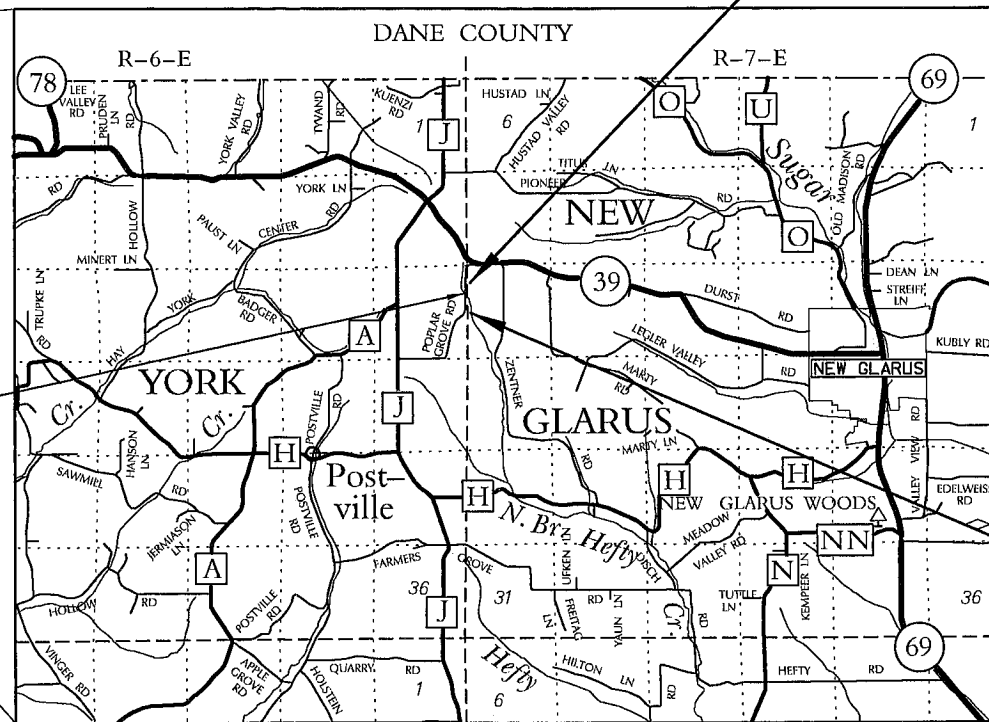 DANE COUNTY
R-6-E
R-7-E
78
LEE VALLEY RD
PRUDEN LN
RD
YORK VALLEY RD
TVAND RD
KUENZI RD
1
J
6
HUSTAD LN
HUSTAD VALLEY RD
O
U
69
1
RD
HOLLOW
YORK LN
TITUS LN
PIONEER
RD
NEW
Sugar
OLD MADISON RD
PAUST LN
CENTER RD
MINERT LN
O
DEAN LN
STREIFF LN
39
DURST RD
TRUPKE LN
RD
YORK
HAY
BADGER RD
A
POPLAR GROVE RD
LEGLER VALLEY RD
KUBLY RD
NEW GLARUS
YORK
Cr.
Cr.
J
ZENTNER RD
MARTY RD
GLARUS
MARTY LN
HANSON LN
SAWMILL RD
H
POSTVILLE RD
Post-
ville
POSTVILLE RD
H
H
H
NEW GLARUS WOODS
VALLEY VIEW RD
EDELWEISS RD
N. Br.
Hefty
Cr.
DISCH RD
MEADOW VALLEY RD
NN
N
JERMIASON LN
A
FARMERS GROVE RD
UFKEN LN
TUTTLE LN
KEMPEER LN
HOLLOW RD
POSTVILLE RD
36
J
31
FREITAG LN
YAUN LN
36
69
VINGER RD
APPLE GROVE RD
HOLSTEIN
QUARRY RD
1
Hefty
6
HILTON LN
RD
HEFTY RD